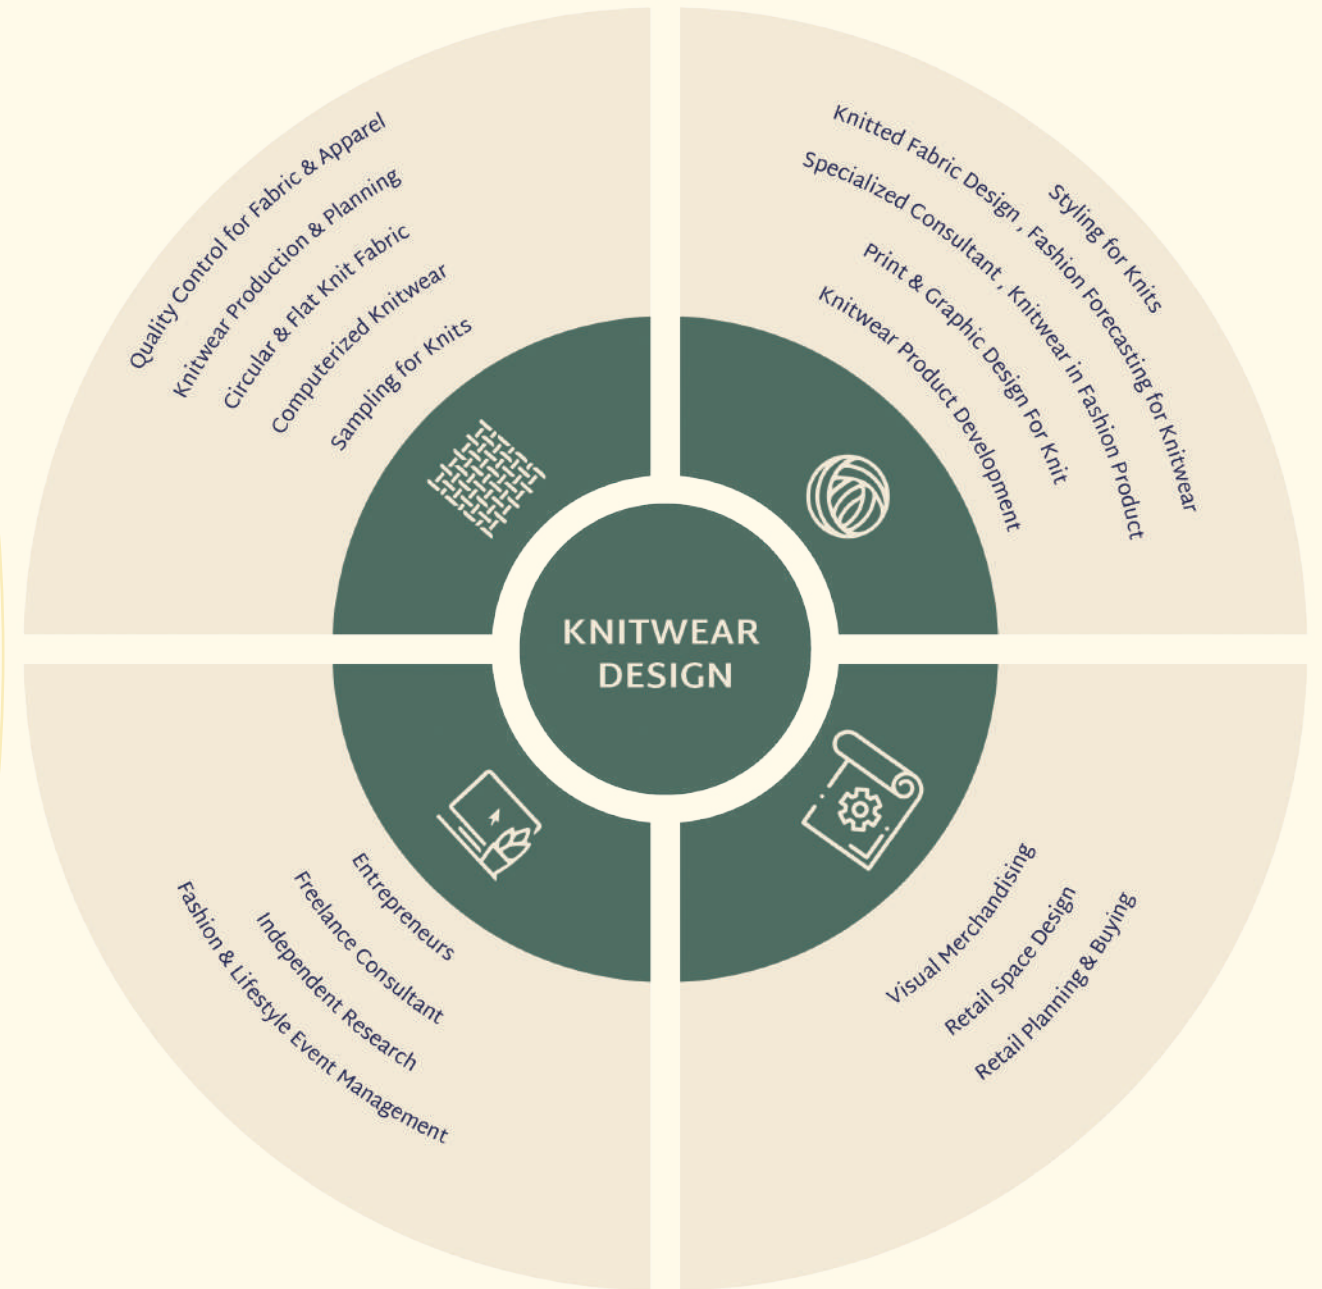 Quality Control for Fabric & Apparel
Knitwear Production & Planning
Circular & Flat Knit Fabric
Computerized Knitwear
Sampling for Knits
Styling for Knits
Knitted Fabric Design , Fashion Forecasting for Knitwear
Specialized Consultant , Knitwear in Fashion Product
Print & Graphic Design For Knit
Knitwear Product Development
KNITWEAR
DESIGN
Entrepreneurs
Freelance Consultant
Independent Research
Fashion & Lifestyle Event Management
Visual Merchandising
Retail Space Design
Retail Planning & Buying